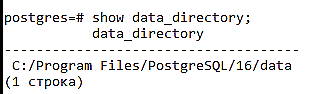 postgres=# show data_directory;
data_directory
-----------------------------------
C:/Program Files/PostgreSQL/16/data
(1 строка)